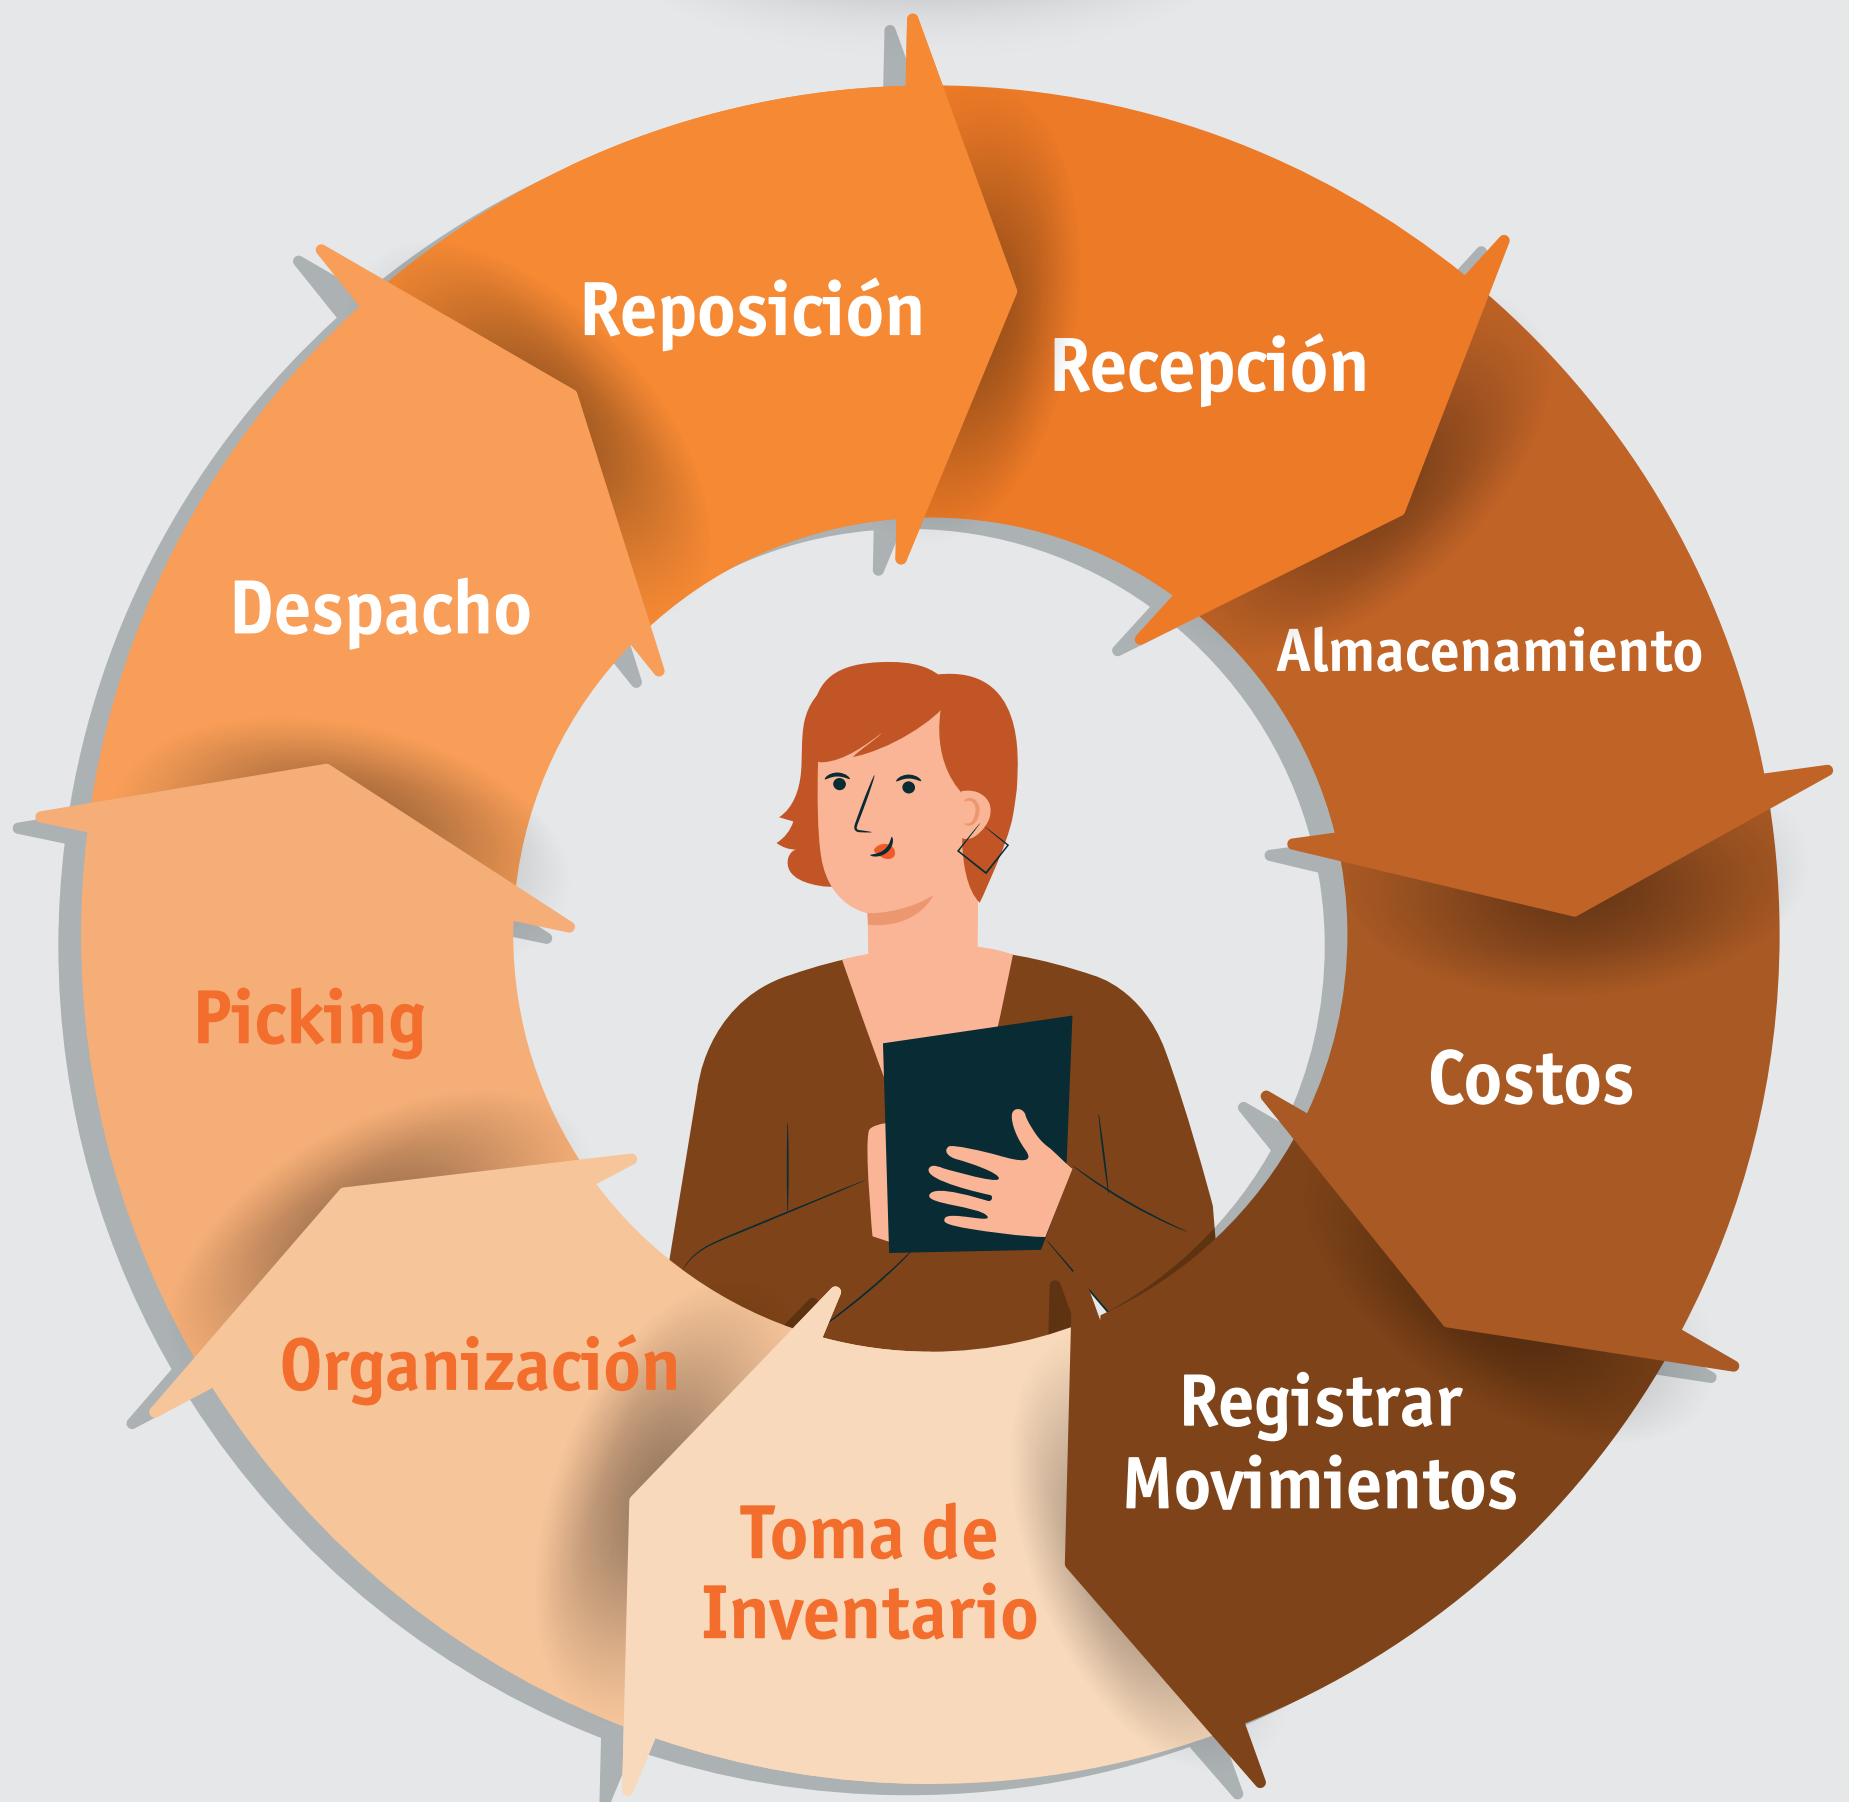 Reposición
Recepción
Almacenamiento
Costos
Registrar
Movimientos
Toma de
Inventario
Organización
Picking
Despacho